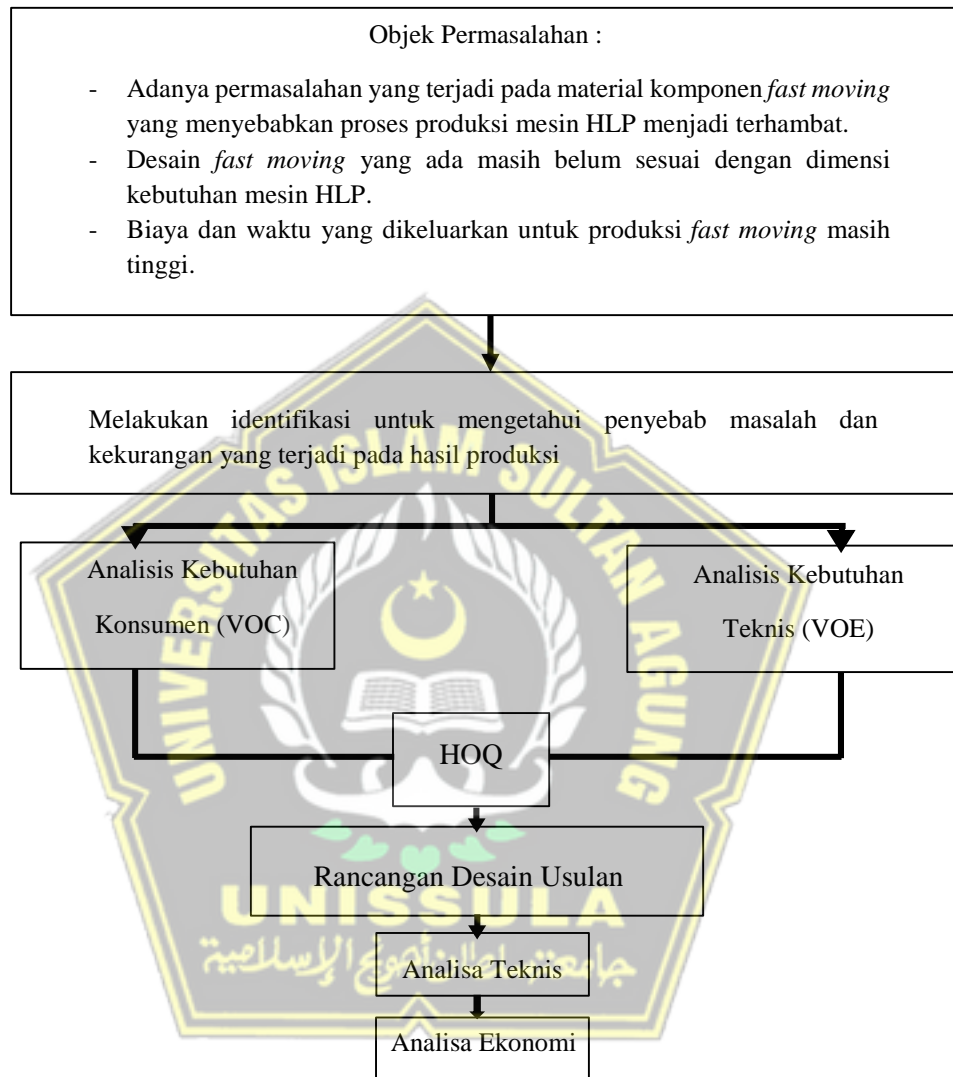 Objek Permasalahan :
- Adanya permasalahan yang terjadi pada material komponen fast moving
yang menyebabkan proses produksi mesin HLP menjadi terhambat.
- Desain fast moving yang ada masih belum sesuai dengan dimensi
kebutuhan mesin HLP.
- Biaya dan waktu yang dikeluarkan untuk produksi fast moving masih
tinggi.
Melakukan identifikasi untuk mengetahui penyebab masalah dan
kekurangan yang terjadi pada hasil produksi
UNIVERSITAS ISLAM SULTAN AGUNG
Analisis Kebutuhan
Konsumen (VOC)
Analisis Kebutuhan
Teknis (VOE)
HOQ
Rancangan Desain Usulan
UNISSULA
جامعة سلطان أجونج الإسلامية
Analisa Teknis
Analisa Ekonomi